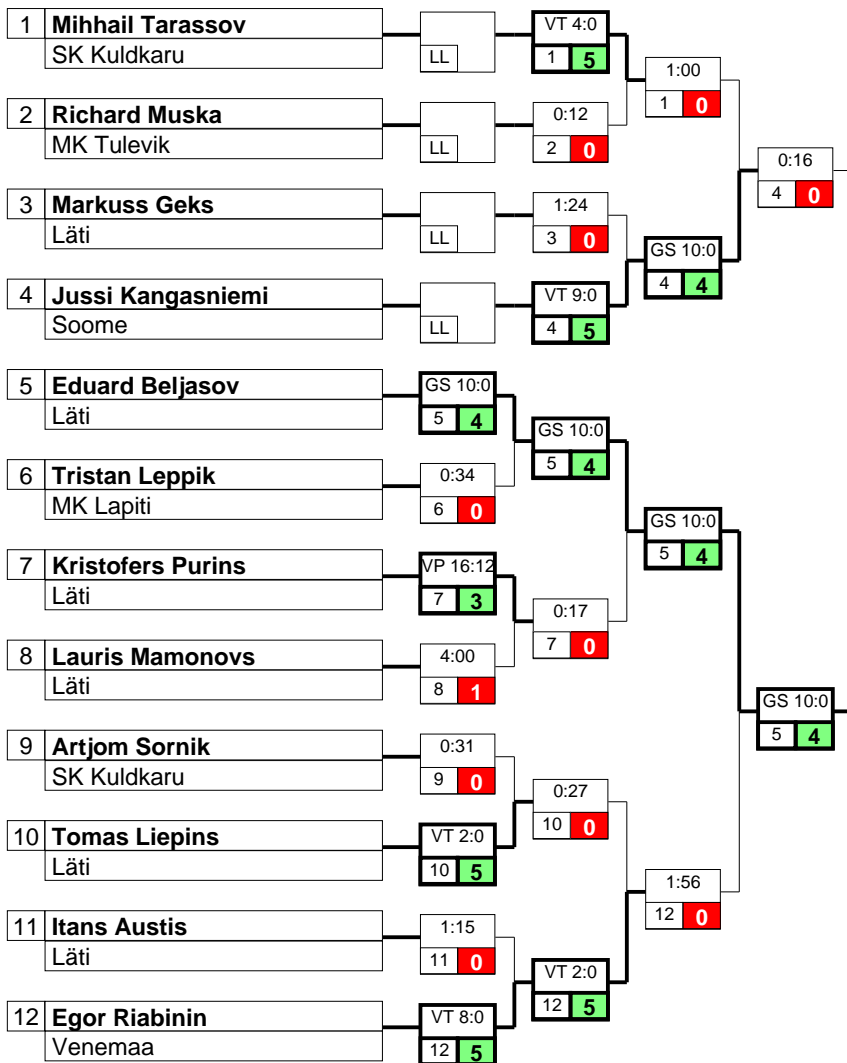 1 Mihhail Tarassov
SK Kuldkaru
LL
VT 4:0
1 5
1:00
1 0
2 Richard Muska
MK Tulevik
LL
0:12
2 0
0:16
4 0
3 Markuss Geks
Läti
LL
1:24
3 0
GS 10:0
4 4
4 Jussi Kangasniemi
Soome
LL
VT 9:0
4 5
5 Eduard Beljasov
Läti
GS 10:0
5 4
GS 10:0
5 4
6 Tristan Leppik
MK Lapiti
0:34
6 0
GS 10:0
5 4
7 Kristofers Purins
Läti
VP 16:12
7 3
0:17
7 0
8 Lauris Mamonovs
Läti
4:00
8 1
GS 10:0
5 4
9 Artjom Sornik
SK Kuldkaru
0:31
9 0
0:27
10 0
10 Tomas Liepins
Läti
VT 2:0
10 5
1:56
12 0
11 Itans Austis
Läti
1:15
11 0
VT 2:0
12 5
12 Egor Riabinin
Venemaa
VT 8:0
12 5